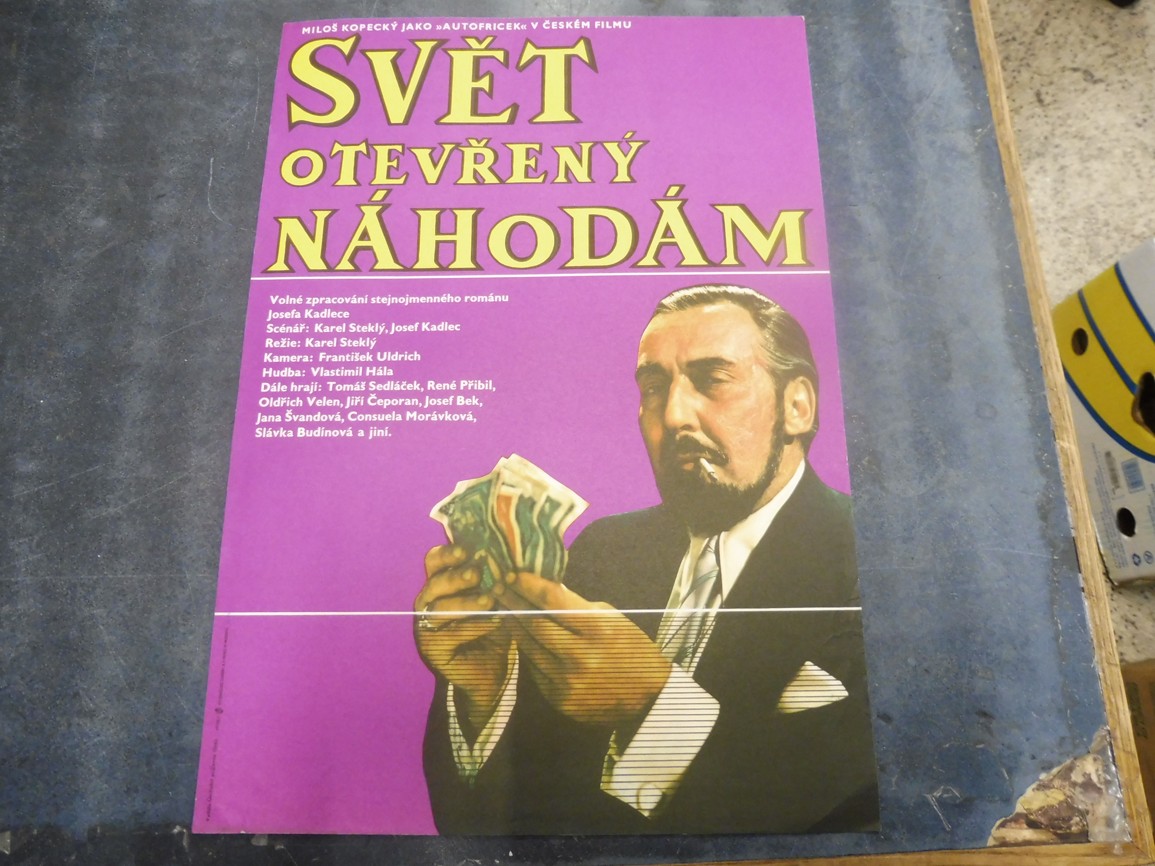 MILOŠ KOPECKÝ JAKO »AUTOFRICEK« V ČESKÉM FILMU
SVĚT
OTEVŘENÝ
NÁHODÁM
Volné zpracování stejnojmenného románu
Josefa Kadlece
Scénář: Karel Steklý, Josef Kadlec
Režie: Karel Steklý
Kamera: František Uldrich
Hudba: Vlastimil Hála
Dále hrají: Tomáš Sedláček, René Přibil,
Oldřich Velen, Jiří Čeporan, Josef Bek,
Jana Švandová, Consuela Morávková,
Slávka Budínová a jiní.